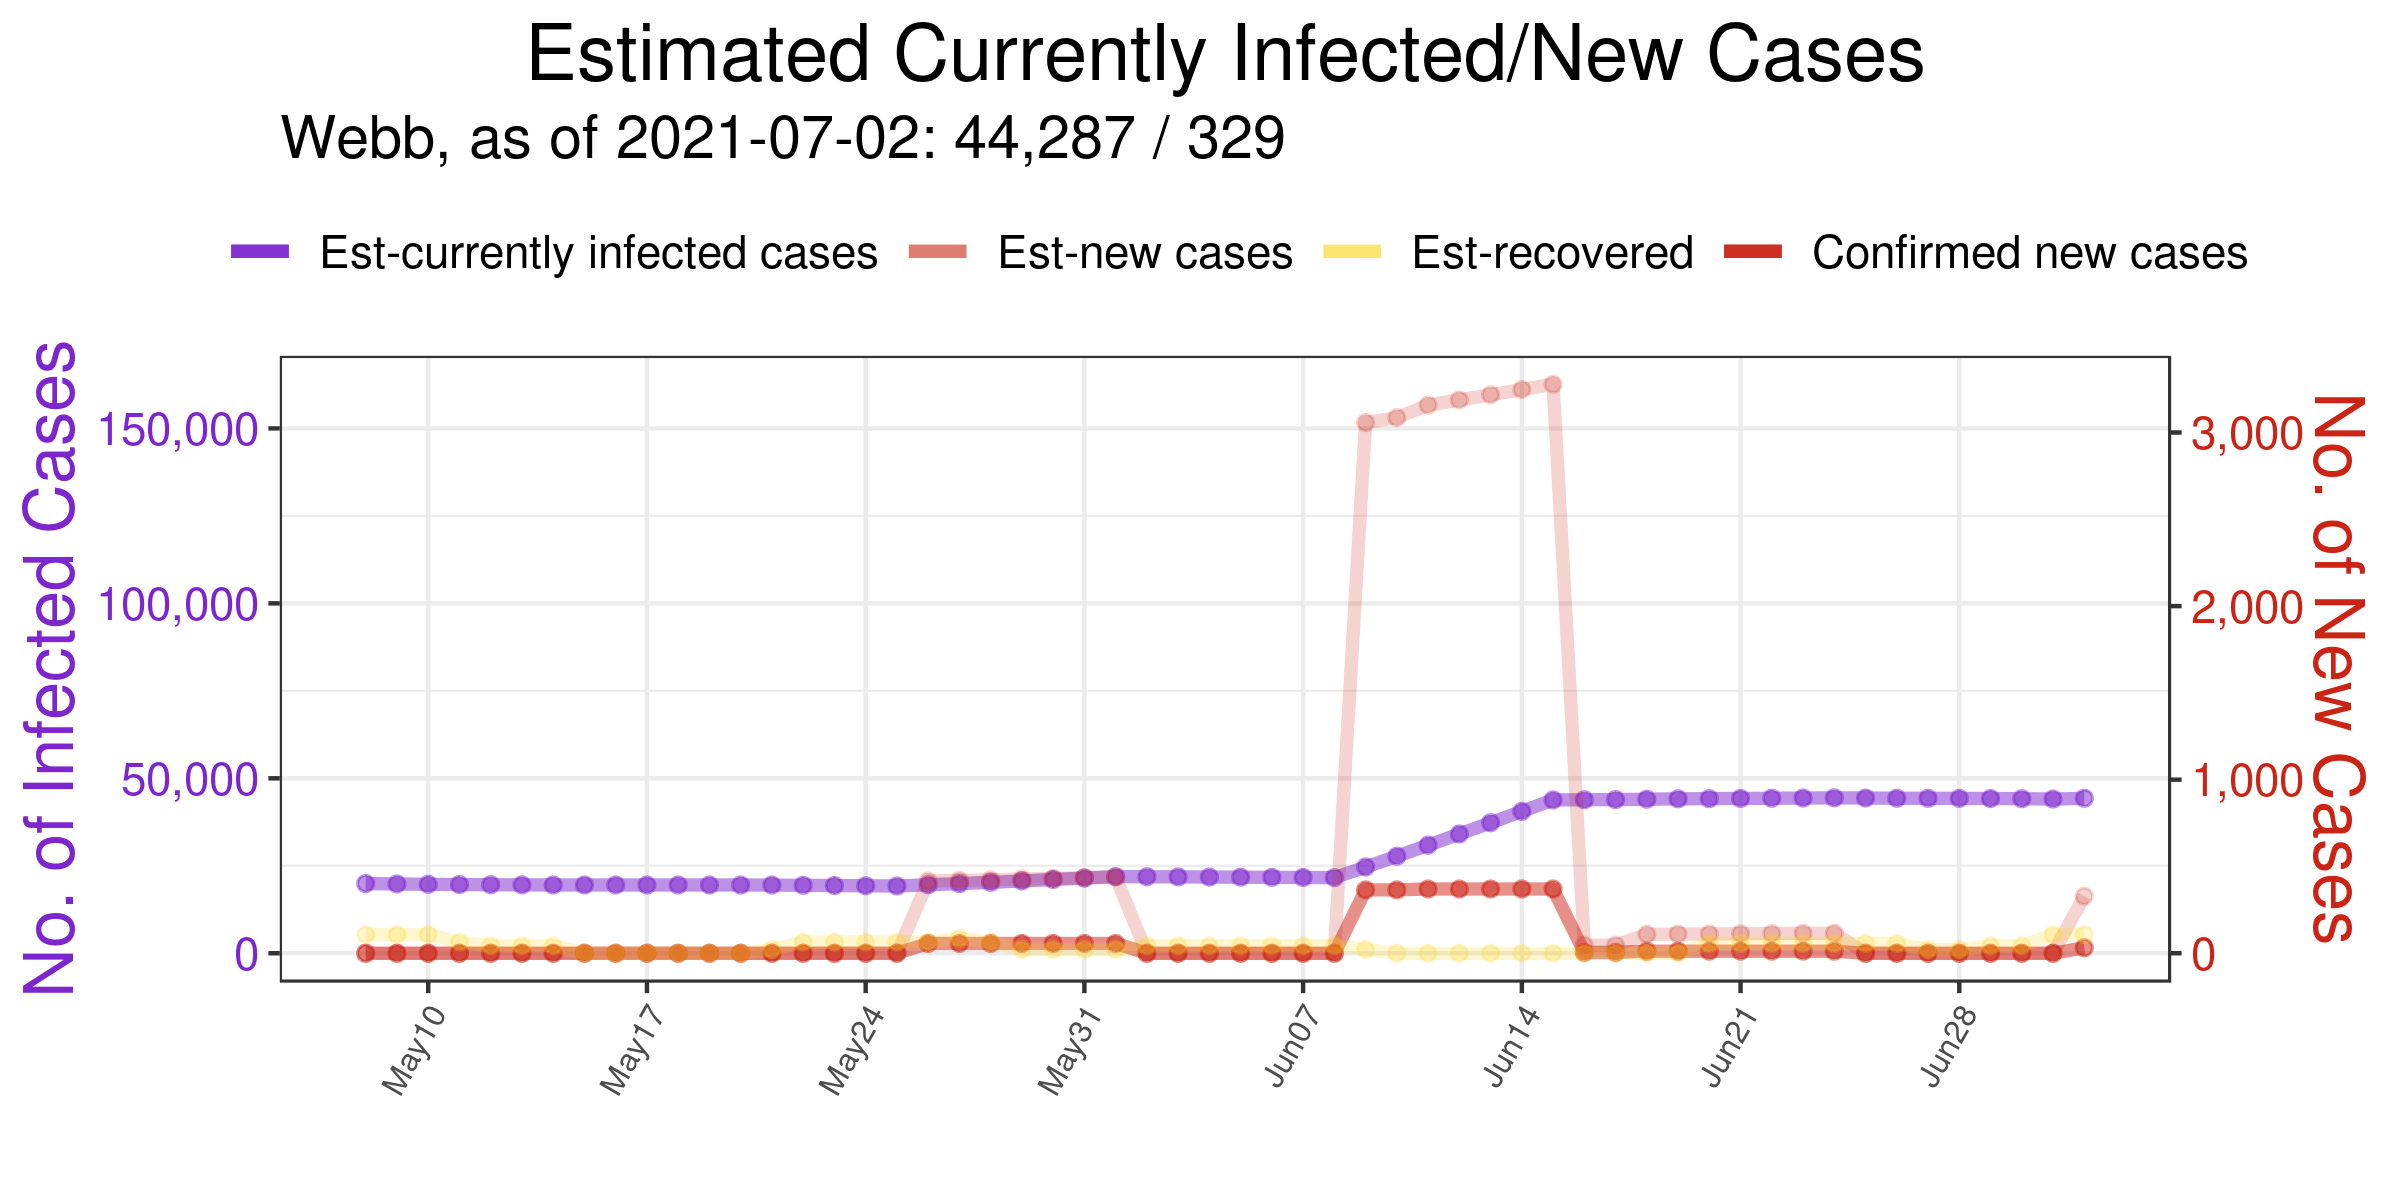 Estimated Currently Infected/New Cases
Webb, as of 2021-07-02: 44,287 / 329
Est-currently infected cases Est-new cases Est-recovered Confirmed new cases
No. of Infected Cases
150,000
100,000
50,000
0
3,000
2,000
1,000
0
No. of New Cases
May10 May17 May24 May31 Jun07 Jun14 Jun21 Jun28